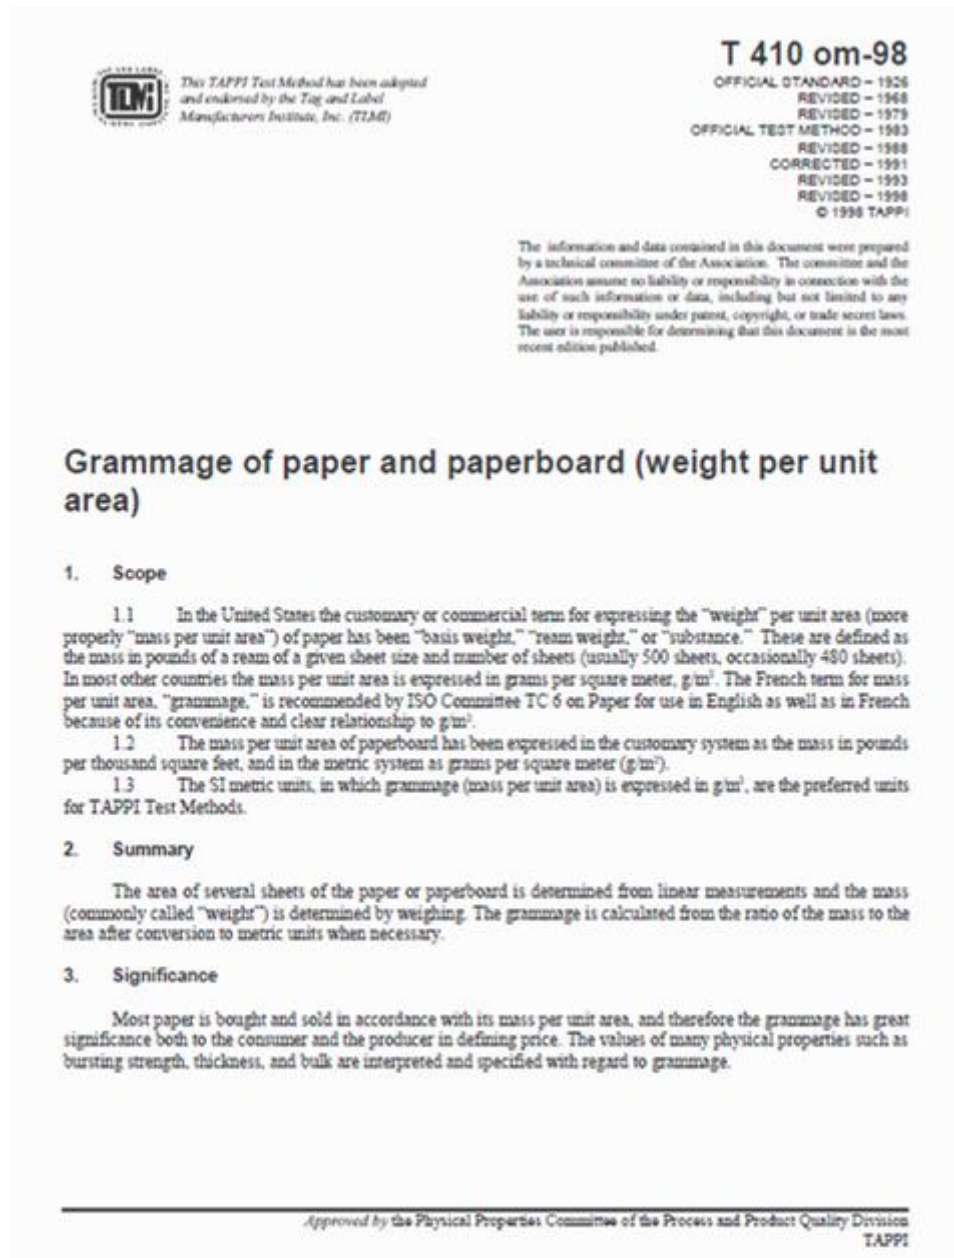 T 410 om-98
OFFICIAL STANDARD – 1926
REVISED – 1968
REVISED – 1979
OFFICIAL TEST METHOD – 1983
REVISED – 1988
CORRECTED – 1991
REVISED – 1993
REVISED – 1998
© 1998 TAPPI
TLMI
This TAPPI Test Method has been adopted
and endorsed by the Tag and Label
Manufacturers Institute, Inc. (TLMI)
The information and data contained in this document were prepared
by a technical committee of the Association. The committee and the
Association assume no liability or responsibility in connection with the
use of such information or data, including but not limited to any
liability or responsibility under patent, copyright, or trade secret laws.
The user is responsible for determining that this document is the most
recent edition published.
Grammage of paper and paperboard (weight per unit
area)
1. Scope
1.1 In the United States the customary or commercial term for expressing the "weight" per unit area (more
properly "mass per unit area") of paper has been "basis weight," "ream weight," or "substance." These are defined as
the mass in pounds of a ream of a given sheet size and number of sheets (usually 500 sheets, occasionally 480 sheets).
In most other countries the mass per unit area is expressed in grams per square meter, g/m². The French term for mass
per unit area, "grammage," is recommended by ISO Committee TC 6 on Paper for use in English as well as in French
because of its convenience and clear relationship to g/m².
1.2 The mass per unit area of paperboard has been expressed in the customary system as the mass in pounds
per thousand square feet, and in the metric system as grams per square meter (g/m²).
1.3 The SI metric units, in which grammage (mass per unit area) is expressed in g/m², are the preferred units
for TAPPI Test Methods.
2. Summary
The area of several sheets of the paper or paperboard is determined from linear measurements and the mass
(commonly called "weight") is determined by weighing. The grammage is calculated from the ratio of the mass to the
area after conversion to metric units when necessary.
3. Significance
Most paper is bought and sold in accordance with its mass per unit area, and therefore the grammage has great
significance both to the consumer and the producer in defining price. The values of many physical properties such as
bursting strength, thickness, and bulk are interpreted and specified with regard to grammage.
Approved by the Physical Properties Committee of the Process and Product Quality Division
TAPPI